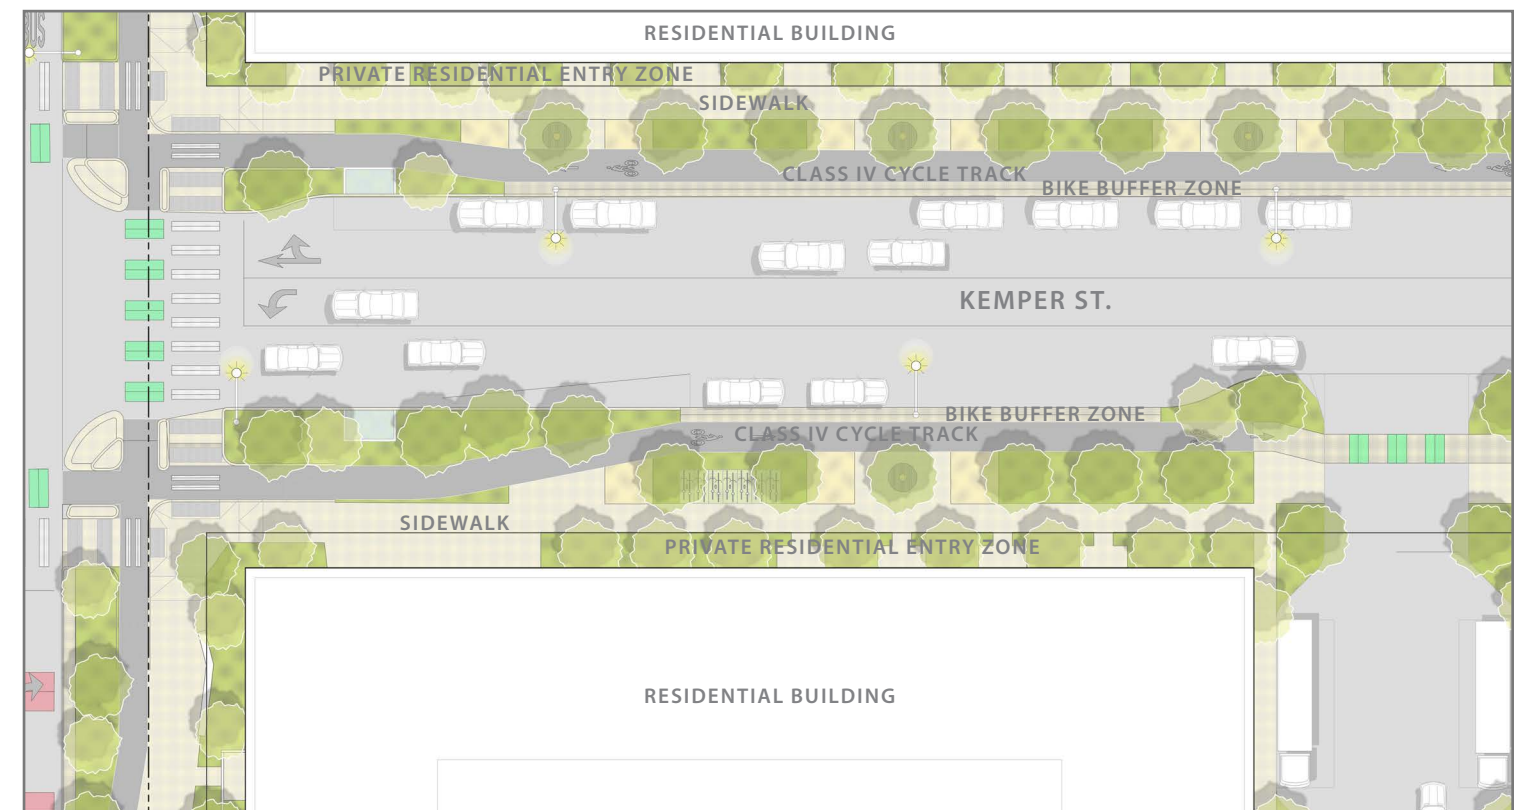 BUS
RESIDENTIAL BUILDING
PRIVATE RESIDENTIAL ENTRY ZONE
SIDEWALK
CLASS IV CYCLE TRACK
BIKE BUFFER ZONE
KEMPER ST.
BIKE BUFFER ZONE
CLASS IV CYCLE TRACK
SIDEWALK
PRIVATE RESIDENTIAL ENTRY ZONE
RESIDENTIAL BUILDING